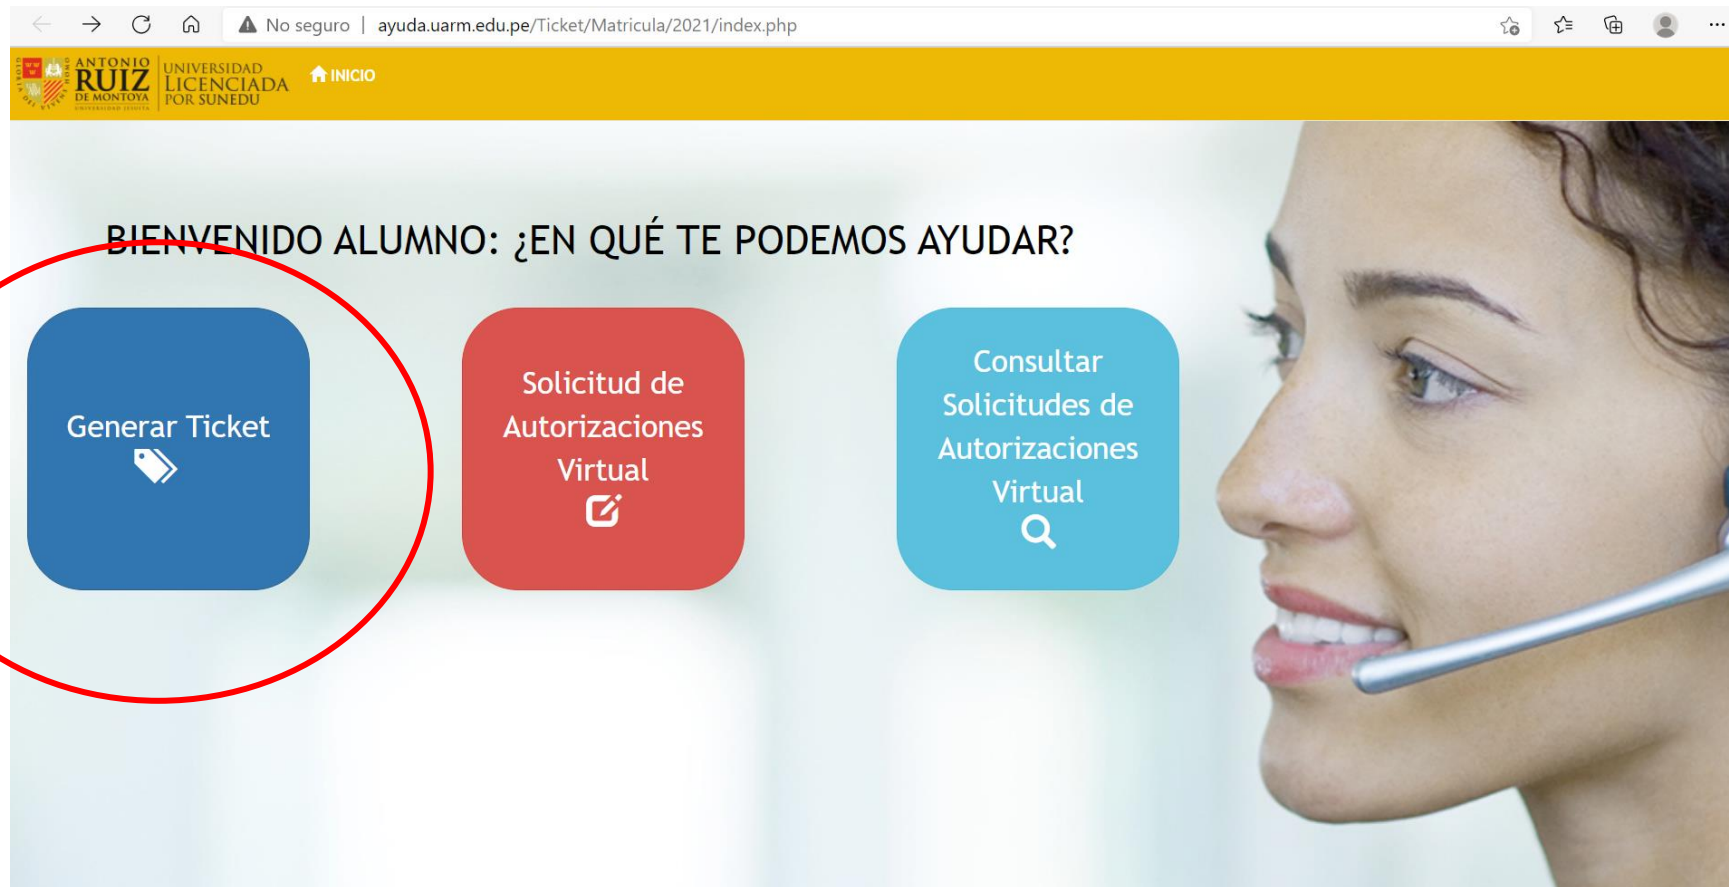 No seguro | ayuda.uarm.edu.pe/Ticket/Matricula/2021/index.php
ANTONIO
RUIZ
DE MONTOYA
UNIVERSIDAD
LICENCIADA
POR SUNEDU
INICIO
BIENVENIDO ALUMNO: ¿EN QUÉ TE PODEMOS AYUDAR?
Generar Ticket
Solicitud de
Autorizaciones
Virtual
Consultar
Solicitudes de
Autorizaciones
Virtual